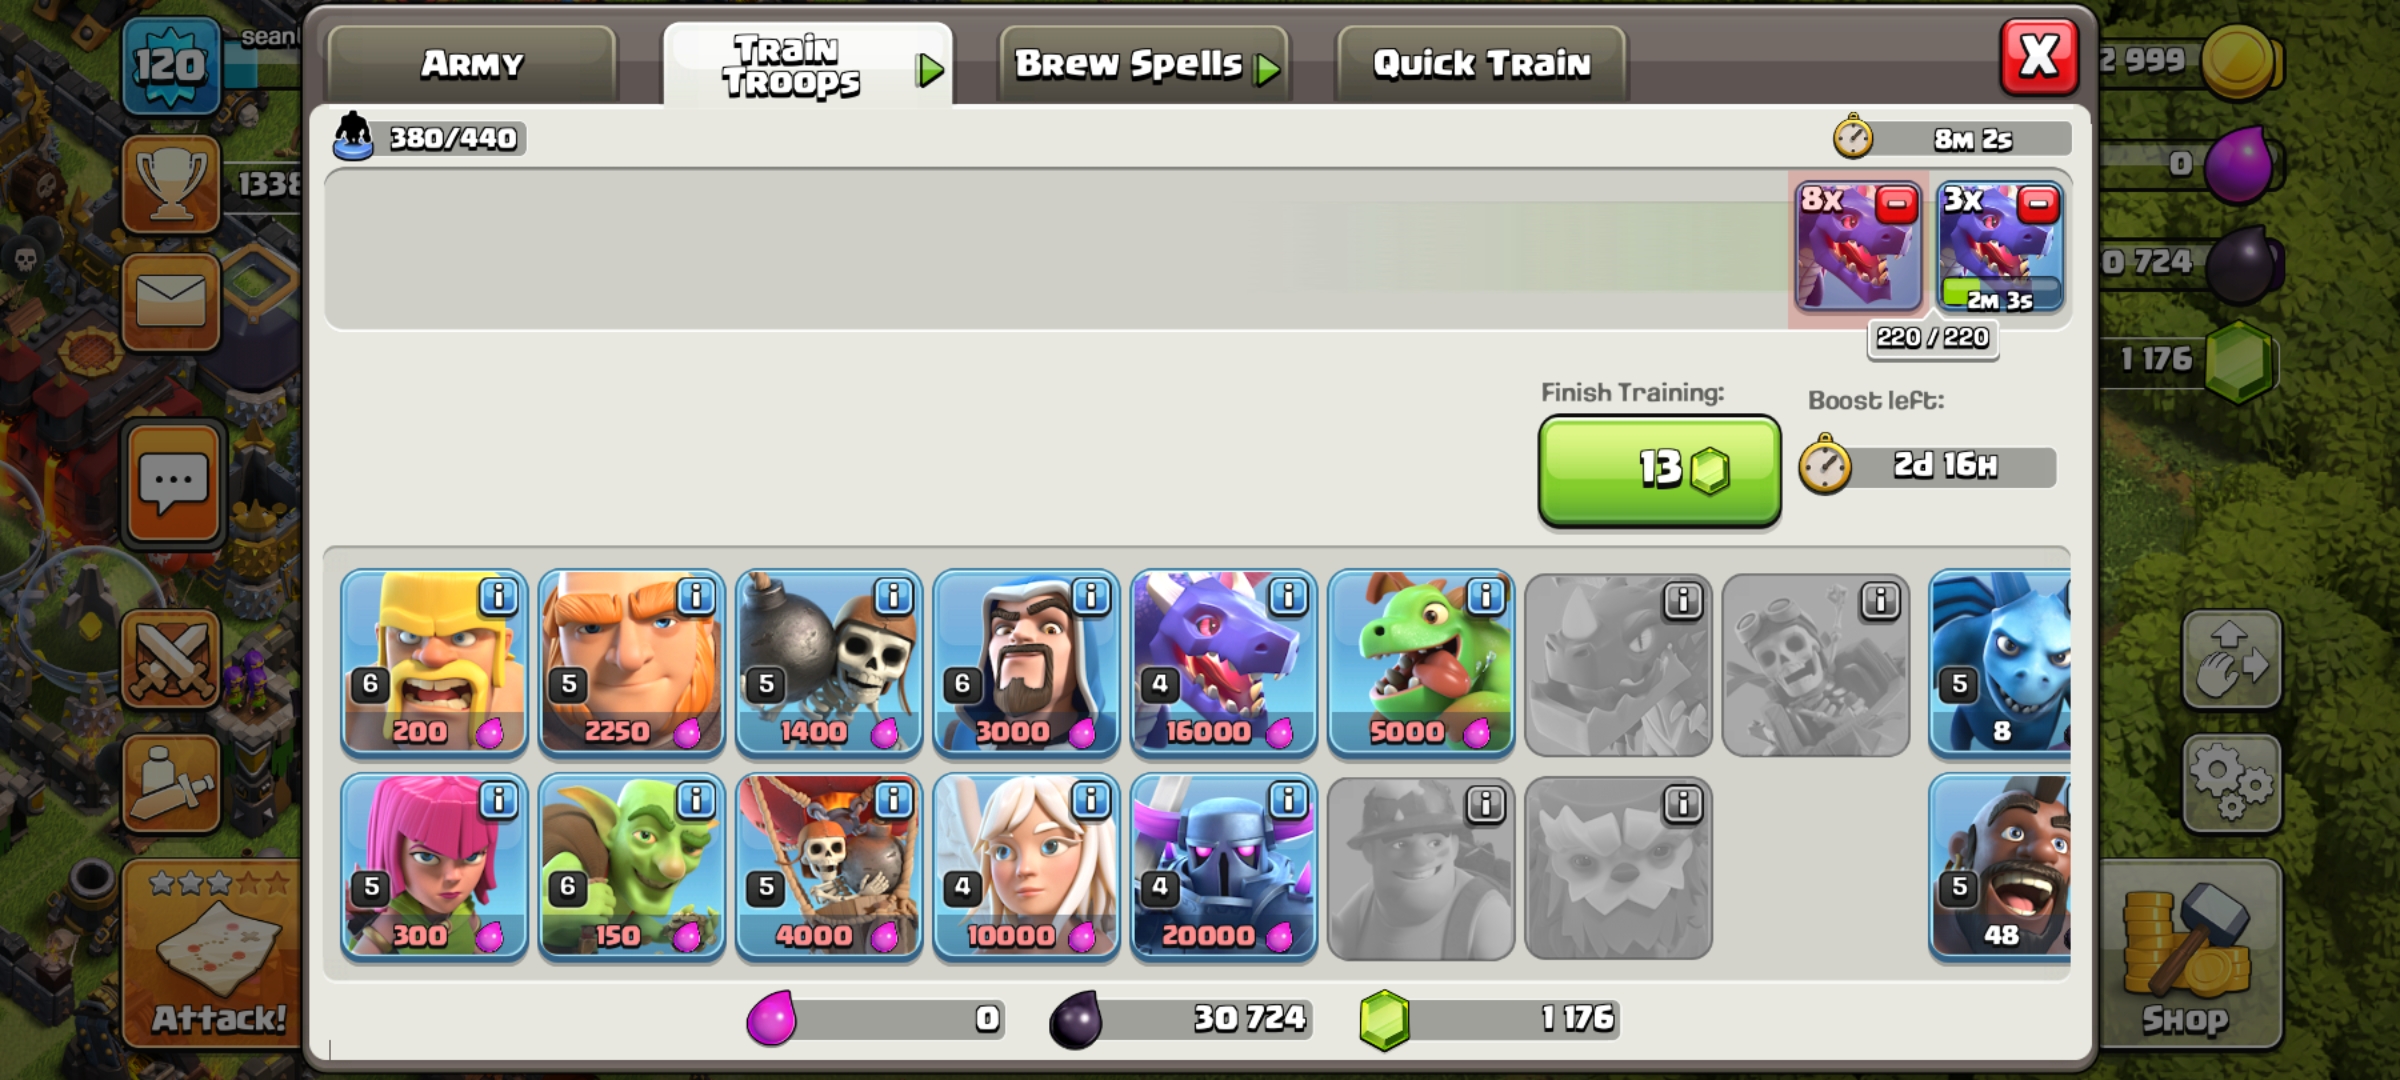 120
sean
Army
Train
Troops
Brew Spells
Quick Train
X
2 999
380/440
8m 2s
0
1338
8x
3x
2m 3s
0 724
220 / 220
1 176
Finish Training:
Boost left:
13
2d 16h
i i i i i i i i
6 5 5 6 4 5
200 2250 1400 3000 16000 5000 8
i i i i i i i
5 6 5 4 4 5
300 150 4000 10000 20000 48
Attack!
0
30 724
1 176
Shop